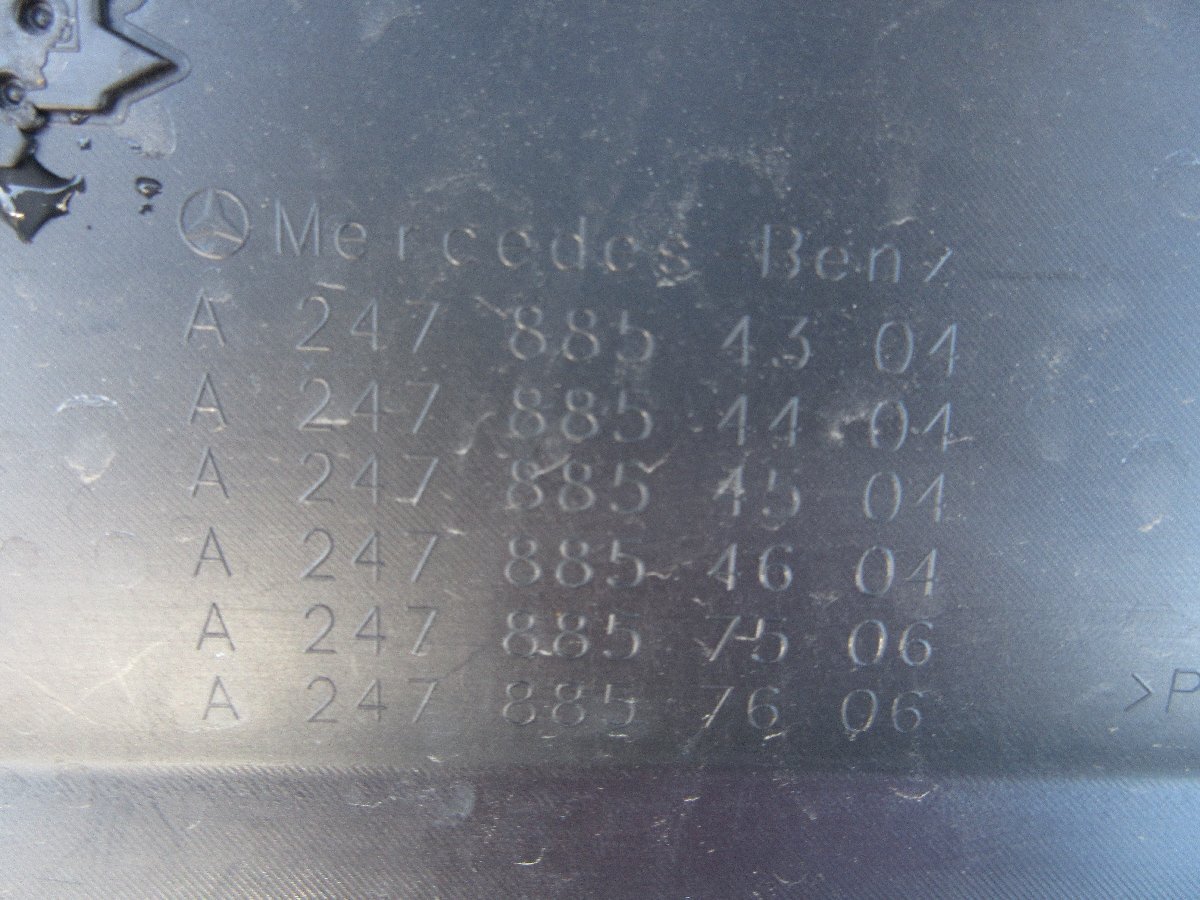 Mercedes Benz
A 247 885 43 04
A 247 885 44 04
A 247 885 45 04
A 247 885 46 04
A 247 885 75 06
A 247 885 76 06
>P